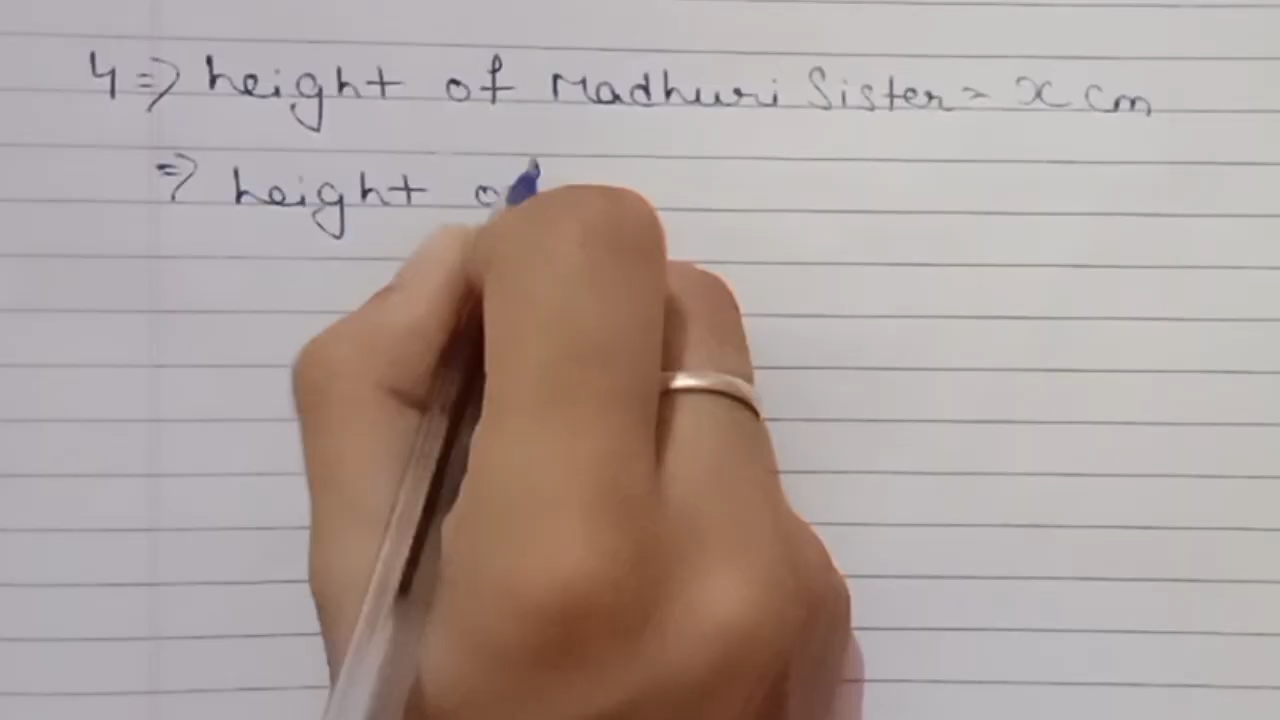 4 => height of Madhuri Sister = x cm
=> height o